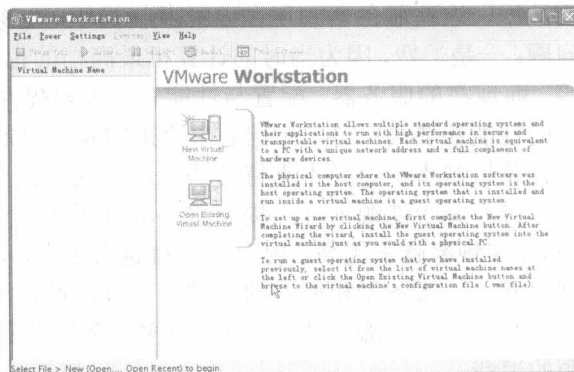 VMware Workstation
File Power Settings View Help
Virtual Machine Name
VMware Workstation
New Virtual
Machine
Open Existing
Virtual Machine
VMware Workstation allows multiple standard operating systems and
their applications to run with high performance in secure and
transportable virtual machines. Each virtual machine is equivalent
to a PC with a unique network address and a full complement of
hardware devices.
The physical computer where the VMware Workstation software was
installed is the host computer, and its operating system is the
host operating system. The operating system that is installed and
run inside a virtual machine is a guest operating system.
To set up a new virtual machine, first complete the New Virtual
Machine Wizard by clicking the New Virtual Machine button. After
completing the wizard, install the guest operating system into the
virtual machine just as you would with a physical PC.
To run a guest operating system that you have installed
previously, select it from the list of virtual machine names at
the left or click the Open Existing Virtual Machine button and
browse to the virtual machine's configuration file (.vmx file).
Select File > New (Open..., Open Recent) to begin.